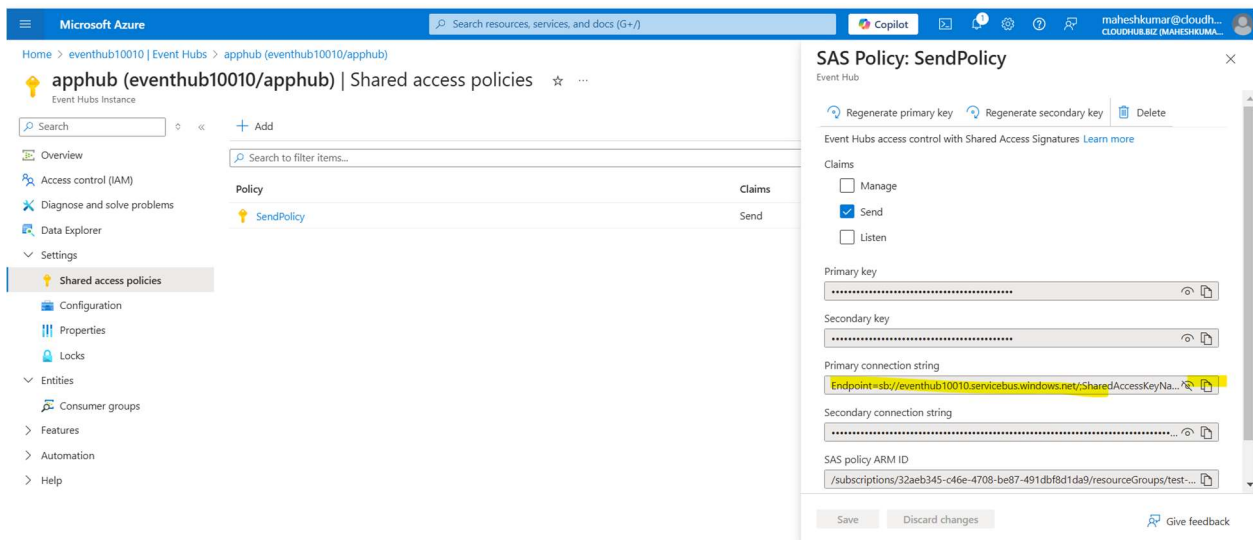 Microsoft Azure
Search resources, services, and docs (G+/)
Copilot
1
maheshkumar@cloudh...
CLOUDHUB.BIZ (MAHESHKUMA...
Home > eventhub10010 | Event Hubs > apphub (eventhub10010/apphub)
apphub (eventhub10010/apphub) | Shared access policies
Event Hubs Instance
Search
Overview
Access control (IAM)
Diagnose and solve problems
Data Explorer
Settings
Shared access policies
Configuration
Properties
Locks
Entities
Consumer groups
Features
Automation
Help
+ Add
Search to filter items...
Policy Claims
SendPolicy Send
SAS Policy: SendPolicy
Event Hub
Regenerate primary key Regenerate secondary key Delete
Event Hubs access control with Shared Access Signatures Learn more
Claims
Manage
Send
Listen
Primary key
Secondary key
Primary connection string
Endpoint=sb://eventhub10010.servicebus.windows.net/;SharedAccessKeyNa...
Secondary connection string
SAS policy ARM ID
/subscriptions/32aeb345-c46e-4708-be87-491dbf8d1da9/resourceGroups/test-...
Save Discard changes Give feedback